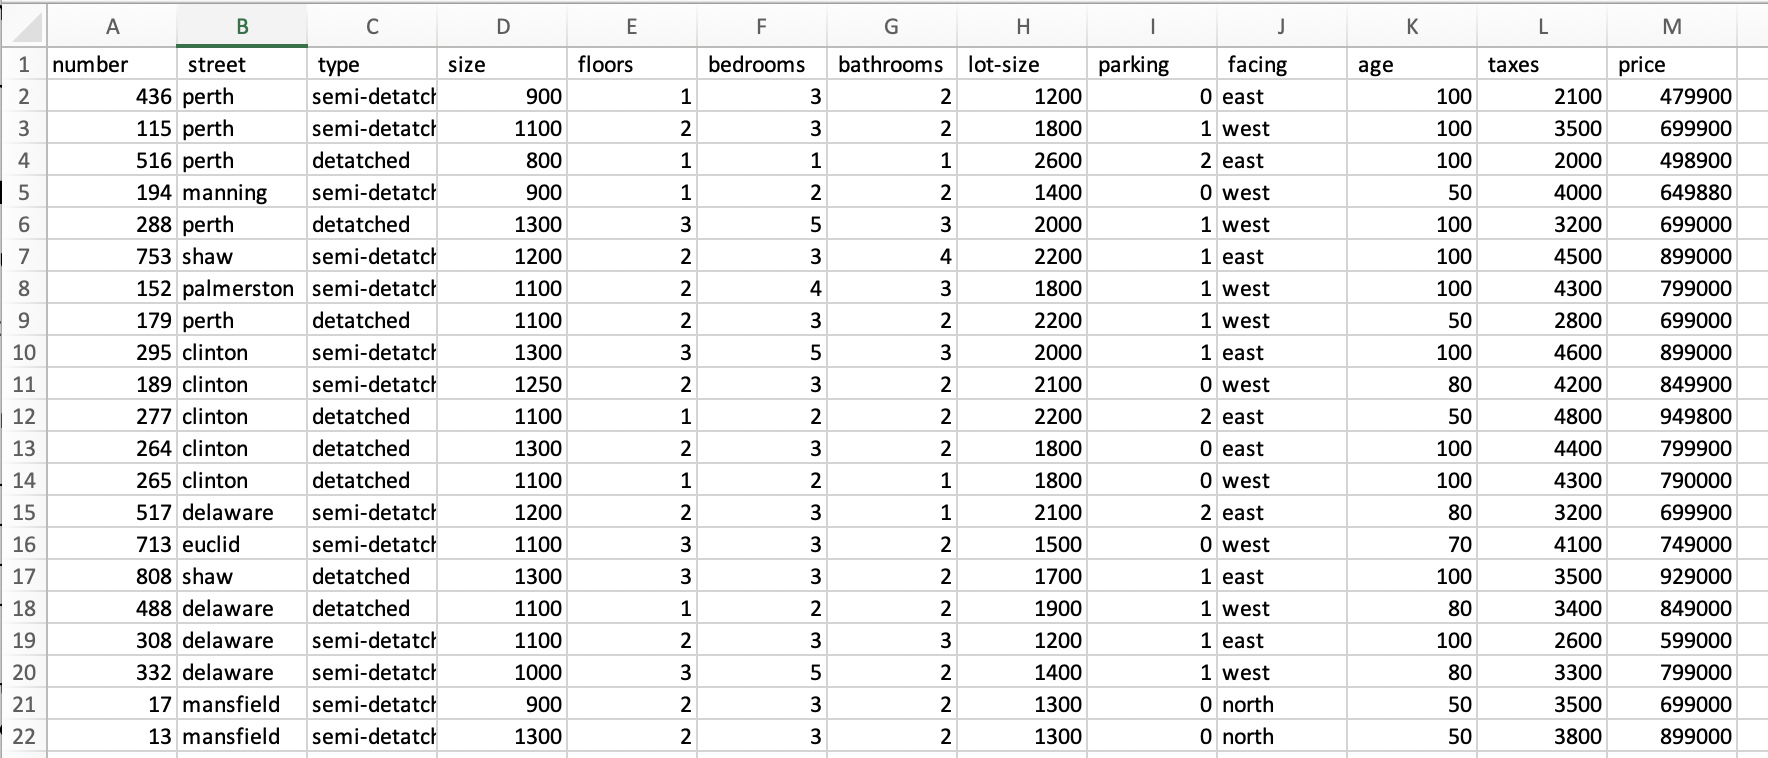 A B C D E F G H I J K L M
1 number street type size floors bedrooms bathrooms lot-size parking facing age taxes price
2 436 perth semi-detatch 900 1 3 2 1200 0 east 100 2100 479900
3 115 perth semi-detatch 1100 2 3 2 1800 1 west 100 3500 699900
4 516 perth detatched 800 1 1 1 2600 2 east 100 2000 498900
5 194 manning semi-detatch 900 1 2 2 1400 0 west 50 4000 649880
6 288 perth detatched 1300 3 5 3 2000 1 west 100 3200 699000
7 753 shaw semi-detatch 1200 2 3 4 2200 1 east 100 4500 899000
8 152 palmerston semi-detatch 1100 2 4 3 1800 1 west 100 4300 799000
9 179 perth detatched 1100 2 3 2 2200 1 west 50 2800 699000
10 295 clinton semi-detatch 1300 3 5 3 2000 1 east 100 4600 899000
11 189 clinton semi-detatch 1250 2 3 2 2100 0 west 80 4200 849900
12 277 clinton detatched 1100 1 2 2 2200 2 east 50 4800 949800
13 264 clinton detatched 1300 2 3 2 1800 0 east 100 4400 799900
14 265 clinton detatched 1100 1 2 1 1800 0 west 100 4300 790000
15 517 delaware semi-detatch 1200 2 3 1 2100 2 east 80 3200 699900
16 713 euclid semi-detatch 1100 3 3 2 1500 0 west 70 4100 749000
17 808 shaw detatched 1300 3 3 2 1700 1 east 100 3500 929000
18 488 delaware detatched 1100 1 2 2 1900 1 west 80 3400 849000
19 308 delaware semi-detatch 1100 2 3 3 1200 1 east 100 2600 599000
20 332 delaware semi-detatch 1000 3 5 2 1400 1 west 80 3300 799000
21 17 mansfield semi-detatch 900 2 3 2 1300 0 north 50 3500 699000
22 13 mansfield semi-detatch 1300 2 3 2 1300 0 north 50 3800 899000